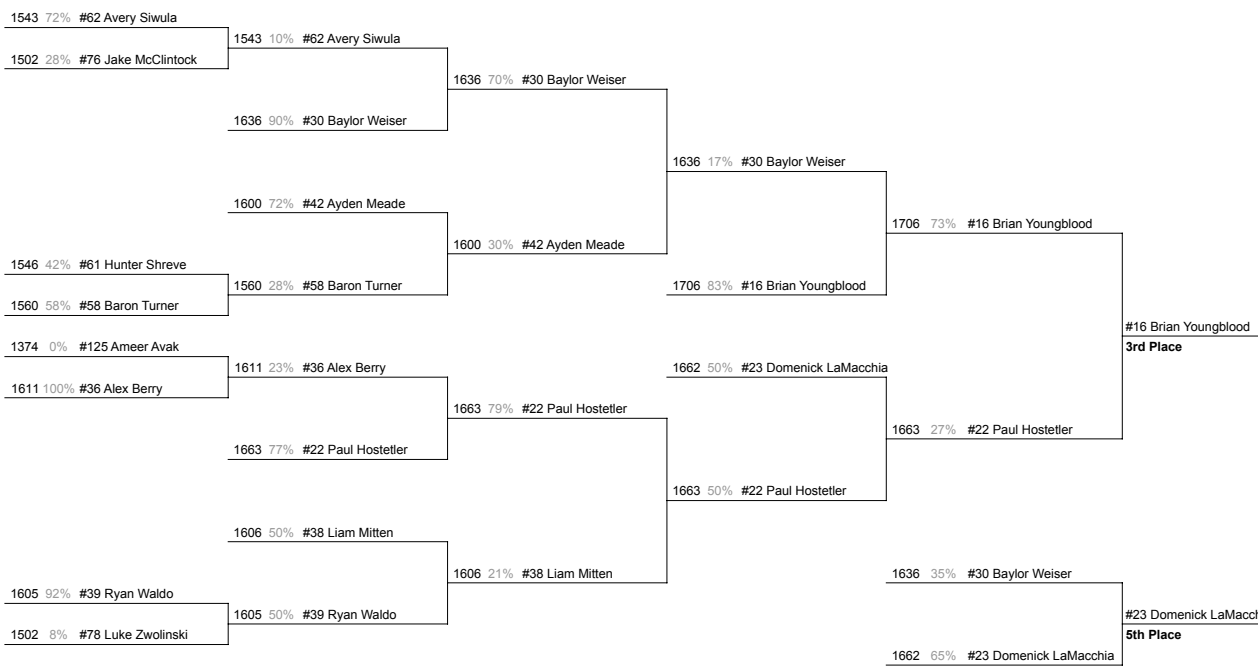 1543 72% #62 Avery Siwula
1543 10% #62 Avery Siwula
1502 28% #76 Jake McClintock
1636 70% #30 Baylor Weiser
1636 90% #30 Baylor Weiser
1636 17% #30 Baylor Weiser
1600 72% #42 Ayden Meade
1706 73% #16 Brian Youngblood
1600 30% #42 Ayden Meade
1546 42% #61 Hunter Shreve
1560 28% #58 Baron Turner
1706 83% #16 Brian Youngblood
1560 58% #58 Baron Turner
#16 Brian Youngblood
3rd Place
1374 0% #125 Ameer Avak
1611 23% #36 Alex Berry
1662 50% #23 Domenick LaMacchia
1611 100% #36 Alex Berry
1663 79% #22 Paul Hostetler
1663 27% #22 Paul Hostetler
1663 77% #22 Paul Hostetler
1663 50% #22 Paul Hostetler
1606 50% #38 Liam Mitten
1606 21% #38 Liam Mitten
1636 35% #30 Baylor Weiser
1605 92% #39 Ryan Waldo
1605 50% #39 Ryan Waldo
#23 Domenick LaMacch
5th Place
1502 8% #78 Luke Zwolinski
1662 65% #23 Domenick LaMacchia